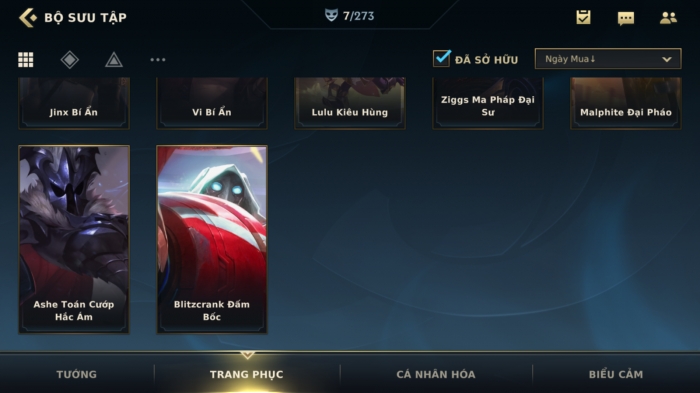 BỘ SƯU TẬP
7/273
ĐÃ SỞ HỮU
Ngày Mua↓
Jinx Bí Ẩn
Vi Bí Ẩn
Lulu Kiêu Hùng
Ziggs Ma Pháp Đại
Sư
Malphite Đại Pháo
Ashe Toán Cướp
Hắc Ám
Blitzcrank Đấm
Bốc
TƯỚNG
TRANG PHỤC
CÁ NHÂN HÓA
BIỂU CẢM